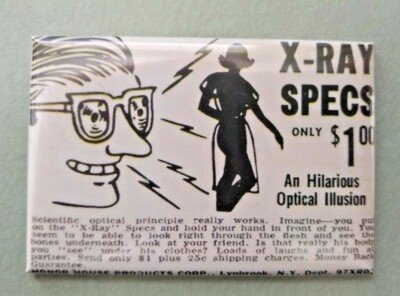 X-RAY
SPECS
ONLY $1.00
An Hilarious
Optical Illusion
Scientific optical principle really works. Imagine—you put
on the "X-Ray" Specs and hold your hand in front of you. You
seem to be able to look right through the flesh and see the
bones underneath. Look at your friend. Is that really his body
you "see" under his clothes? Loads of laughs and fun at
parties. Send only $1 plus 25c shipping charges. Money Back
Guarantee.
HONOR HOUSE PRODUCTS CORP. Lynbrook, N.Y. Dept.